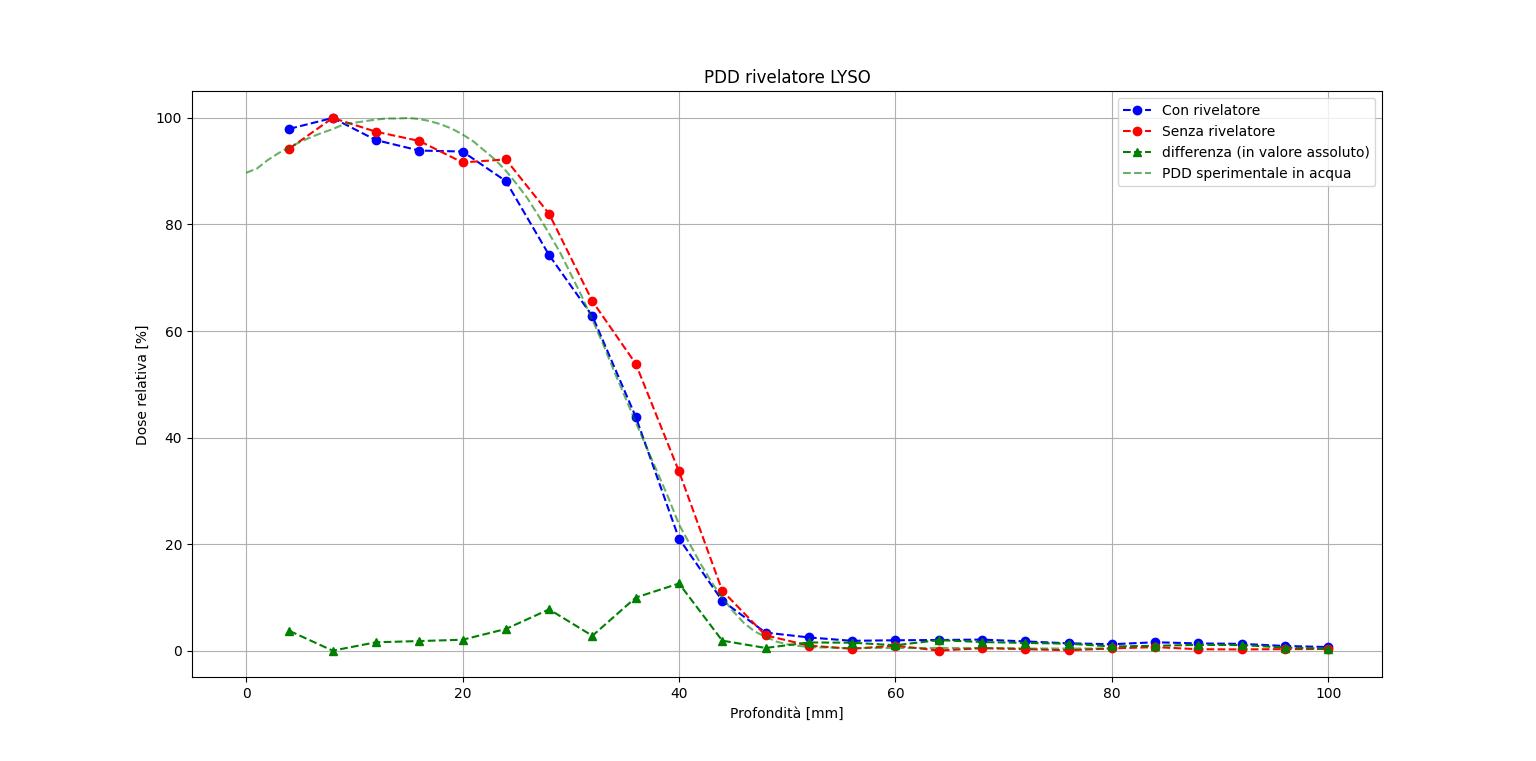 PDD rivelatore LYSO
Con rivelatore
Senza rivelatore
differenza (in valore assoluto)
PDD sperimentale in acqua
Dose relativa [%]
100
80
60
40
20
0
0 20 40 60 80 100
Profondità [mm]